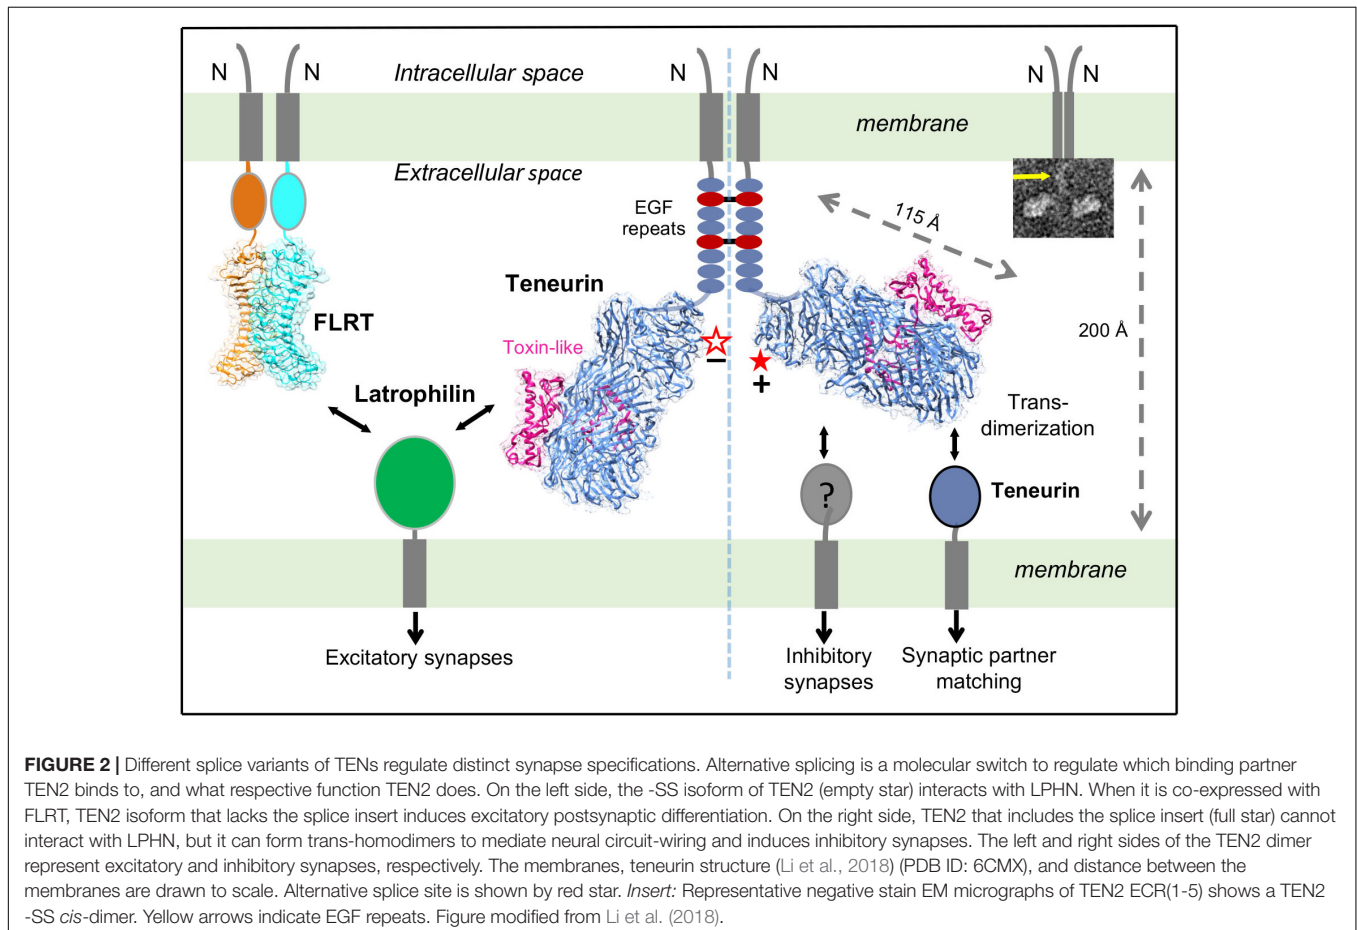 N
N
Intracellular space
N
N
N
N
membrane
Extracellular space
EGF
repeats
115 Å
Teneurin
FLRT
Toxin-like
200 Å
–
+
Latrophilin
Trans-
dimerization
?
Teneurin
membrane
Excitatory synapses
Inhibitory
synapses
Synaptic partner
matching
FIGURE 2 | Different splice variants of TENs regulate distinct synapse specifications. Alternative splicing is a molecular switch to regulate which binding partner
TEN2 binds to, and what respective function TEN2 does. On the left side, the -SS isoform of TEN2 (empty star) interacts with LPHN. When it is co-expressed with
FLRT, TEN2 isoform that lacks the splice insert induces excitatory postsynaptic differentiation. On the right side, TEN2 that includes the splice insert (full star) cannot
interact with LPHN, but it can form trans-homodimers to mediate neural circuit-wiring and induces inhibitory synapses. The left and right sides of the TEN2 dimer
represent excitatory and inhibitory synapses, respectively. The membranes, teneurin structure (Li et al., 2018) (PDB ID: 6CMX), and distance between the
membranes are drawn to scale. Alternative splice site is shown by red star. Insert: Representative negative stain EM micrographs of TEN2 ECR(1-5) shows a TEN2
-SS cis-dimer. Yellow arrows indicate EGF repeats. Figure modified from Li et al. (2018).